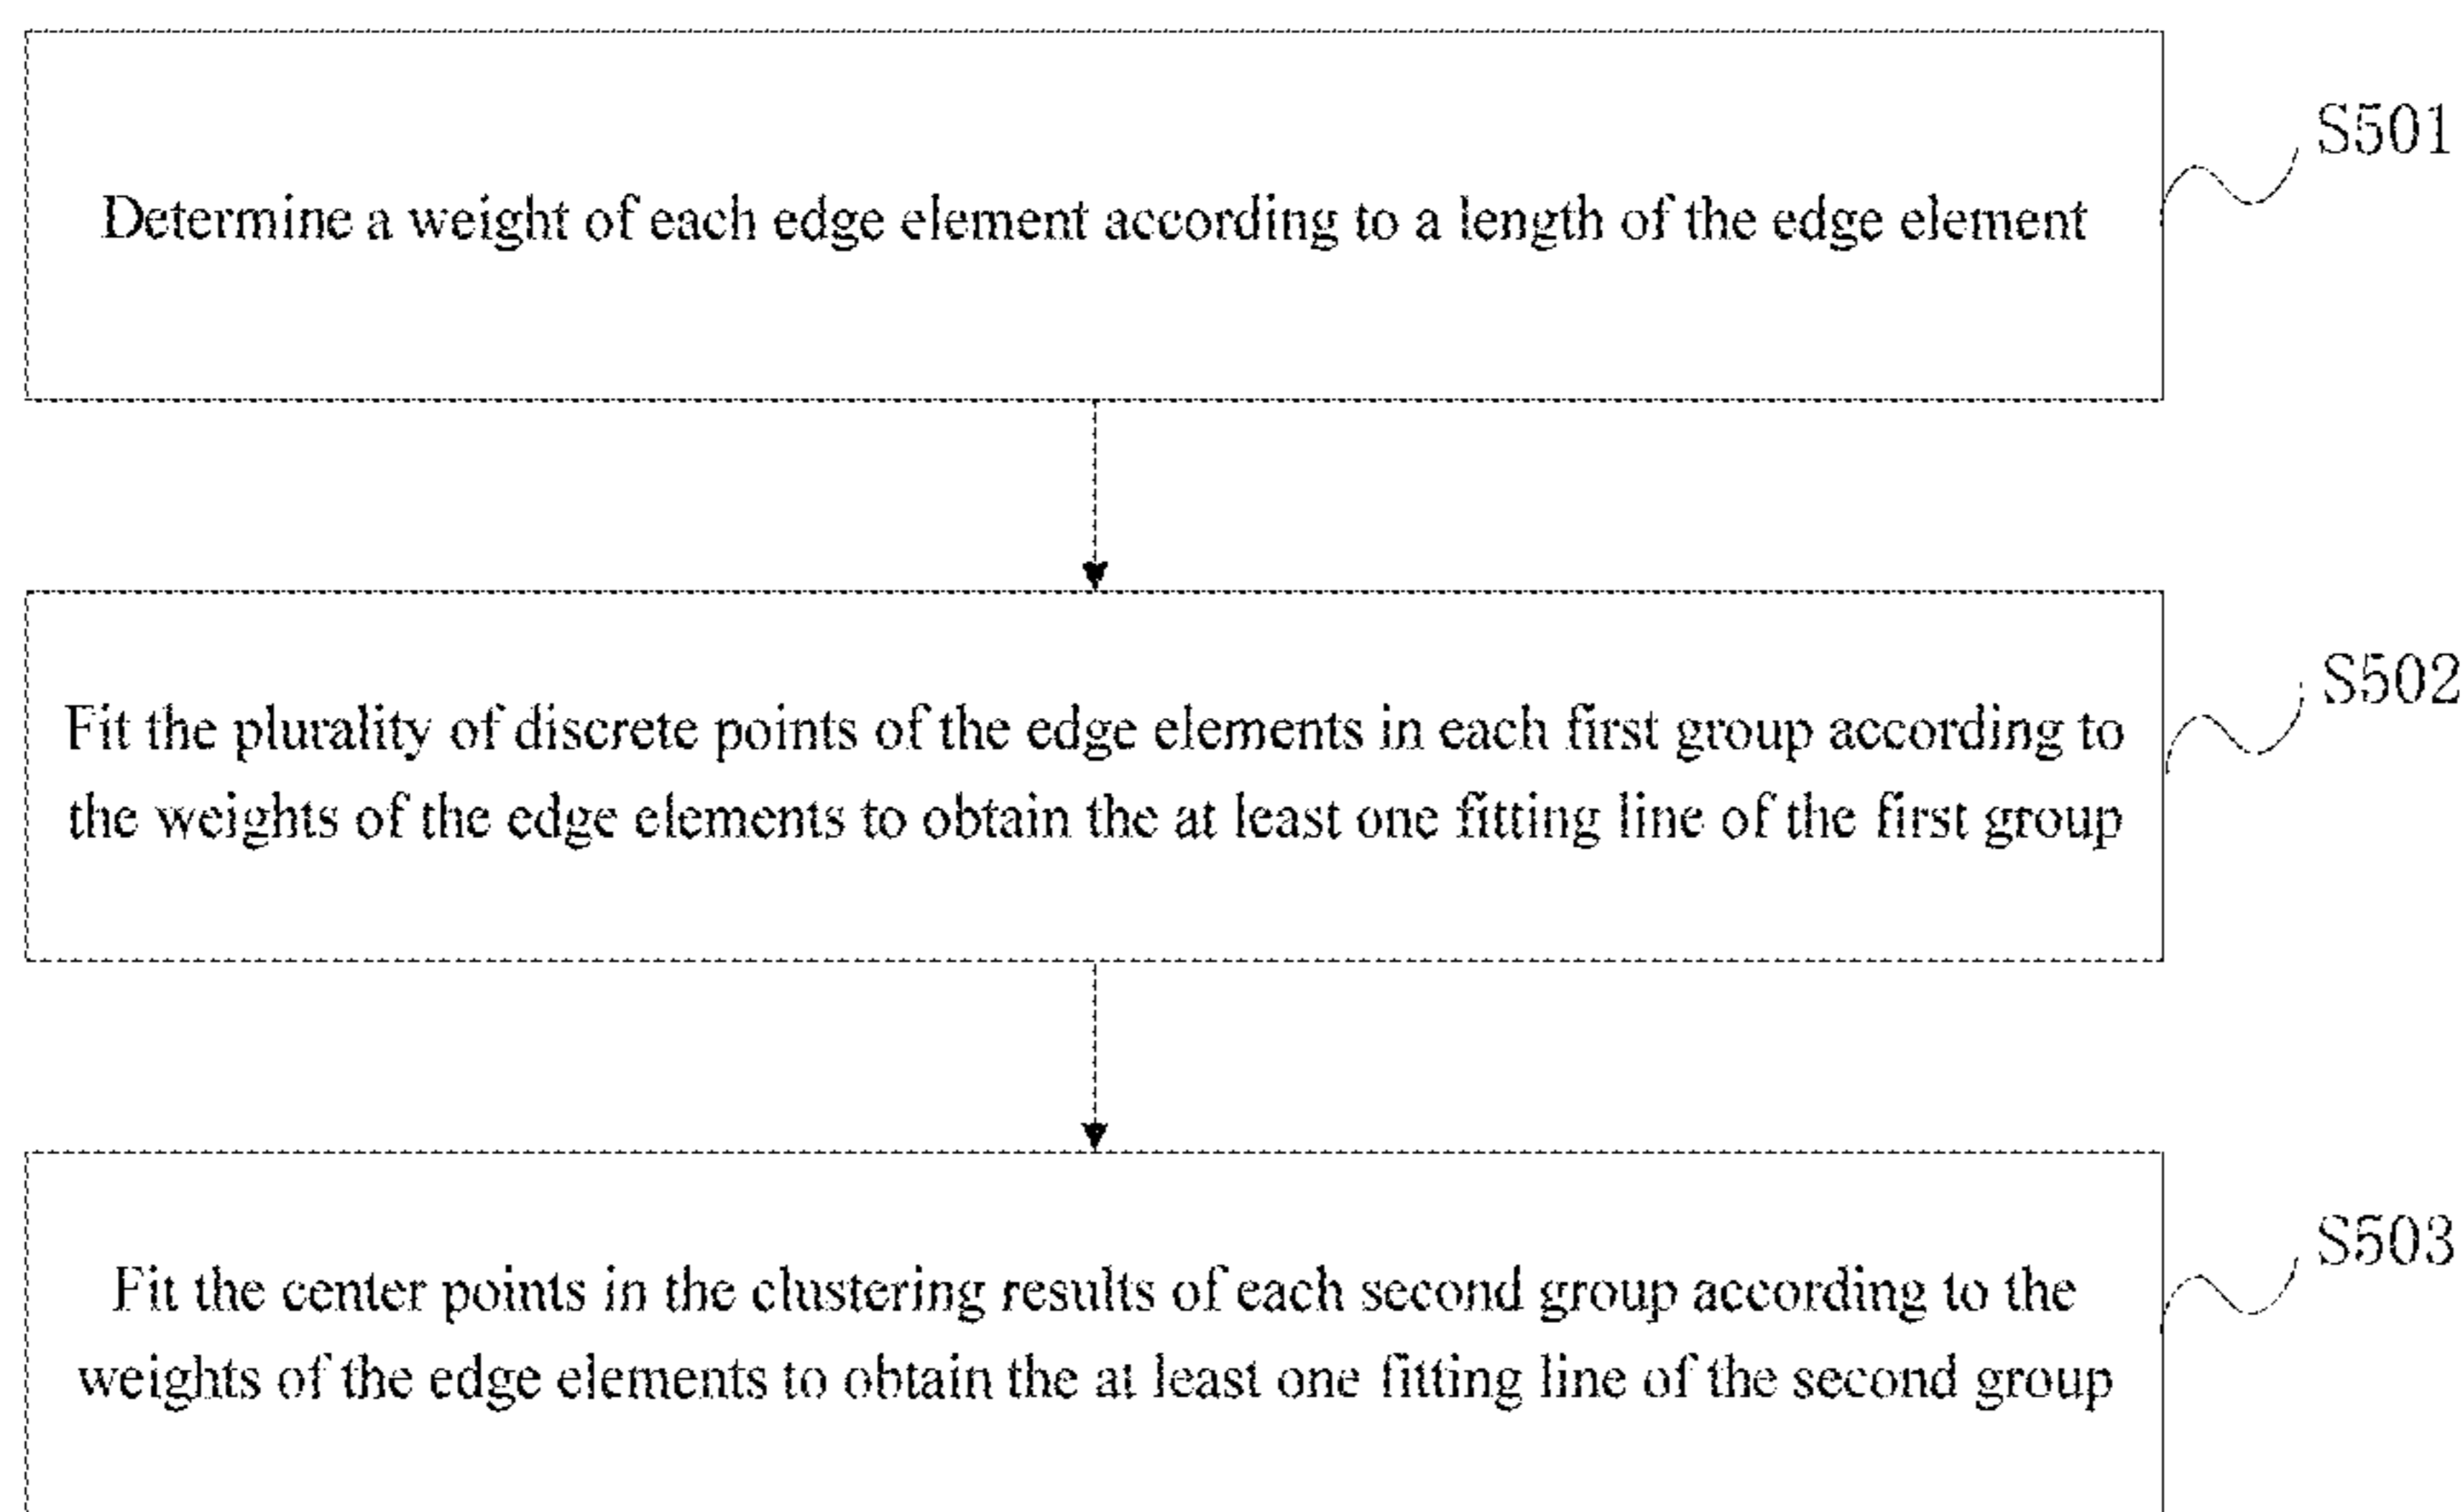 S501
Determine a weight of each edge element according to a length of the edge element
S502
Fit the plurality of discrete points of the edge elements in each first group according to
the weights of the edge elements to obtain the at least one fitting line of the first group
S503
Fit the center points in the clustering results of each second group according to the
weights of the edge elements to obtain the at least one fitting line of the second group